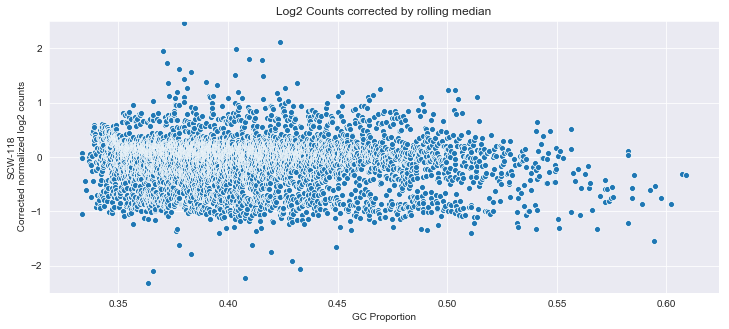 Log2 Counts corrected by rolling median
SCW-118
Corrected normalized log2 counts
2
1
0
−1
−2
0.35
0.40
0.45
0.50
0.55
0.60
GC Proportion